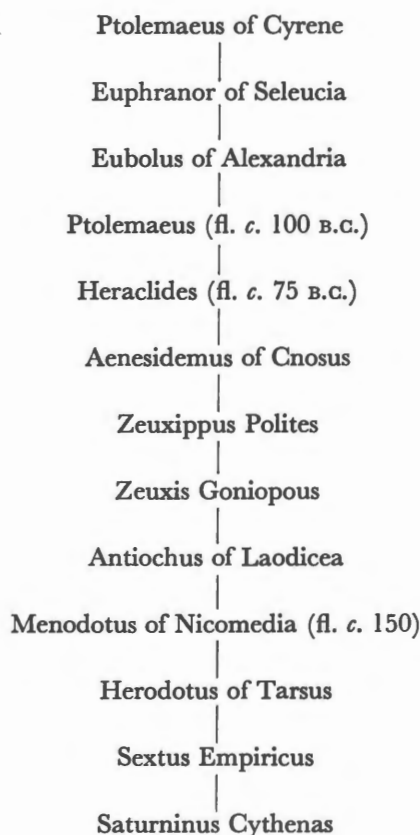 Ptolemaeus of Cyrene
Euphranor of Seleucia
Eubolus of Alexandria
Ptolemaeus (fl. c. 100 B.C.)
Heraclides (fl. c. 75 B.C.)
Aenesidemus of Cnosus
Zeuxippus Polites
Zeuxis Goniopous
Antiochus of Laodicea
Menodotus of Nicomedia (fl. c. 150)
Herodotus of Tarsus
Sextus Empiricus
Saturninus Cythenas